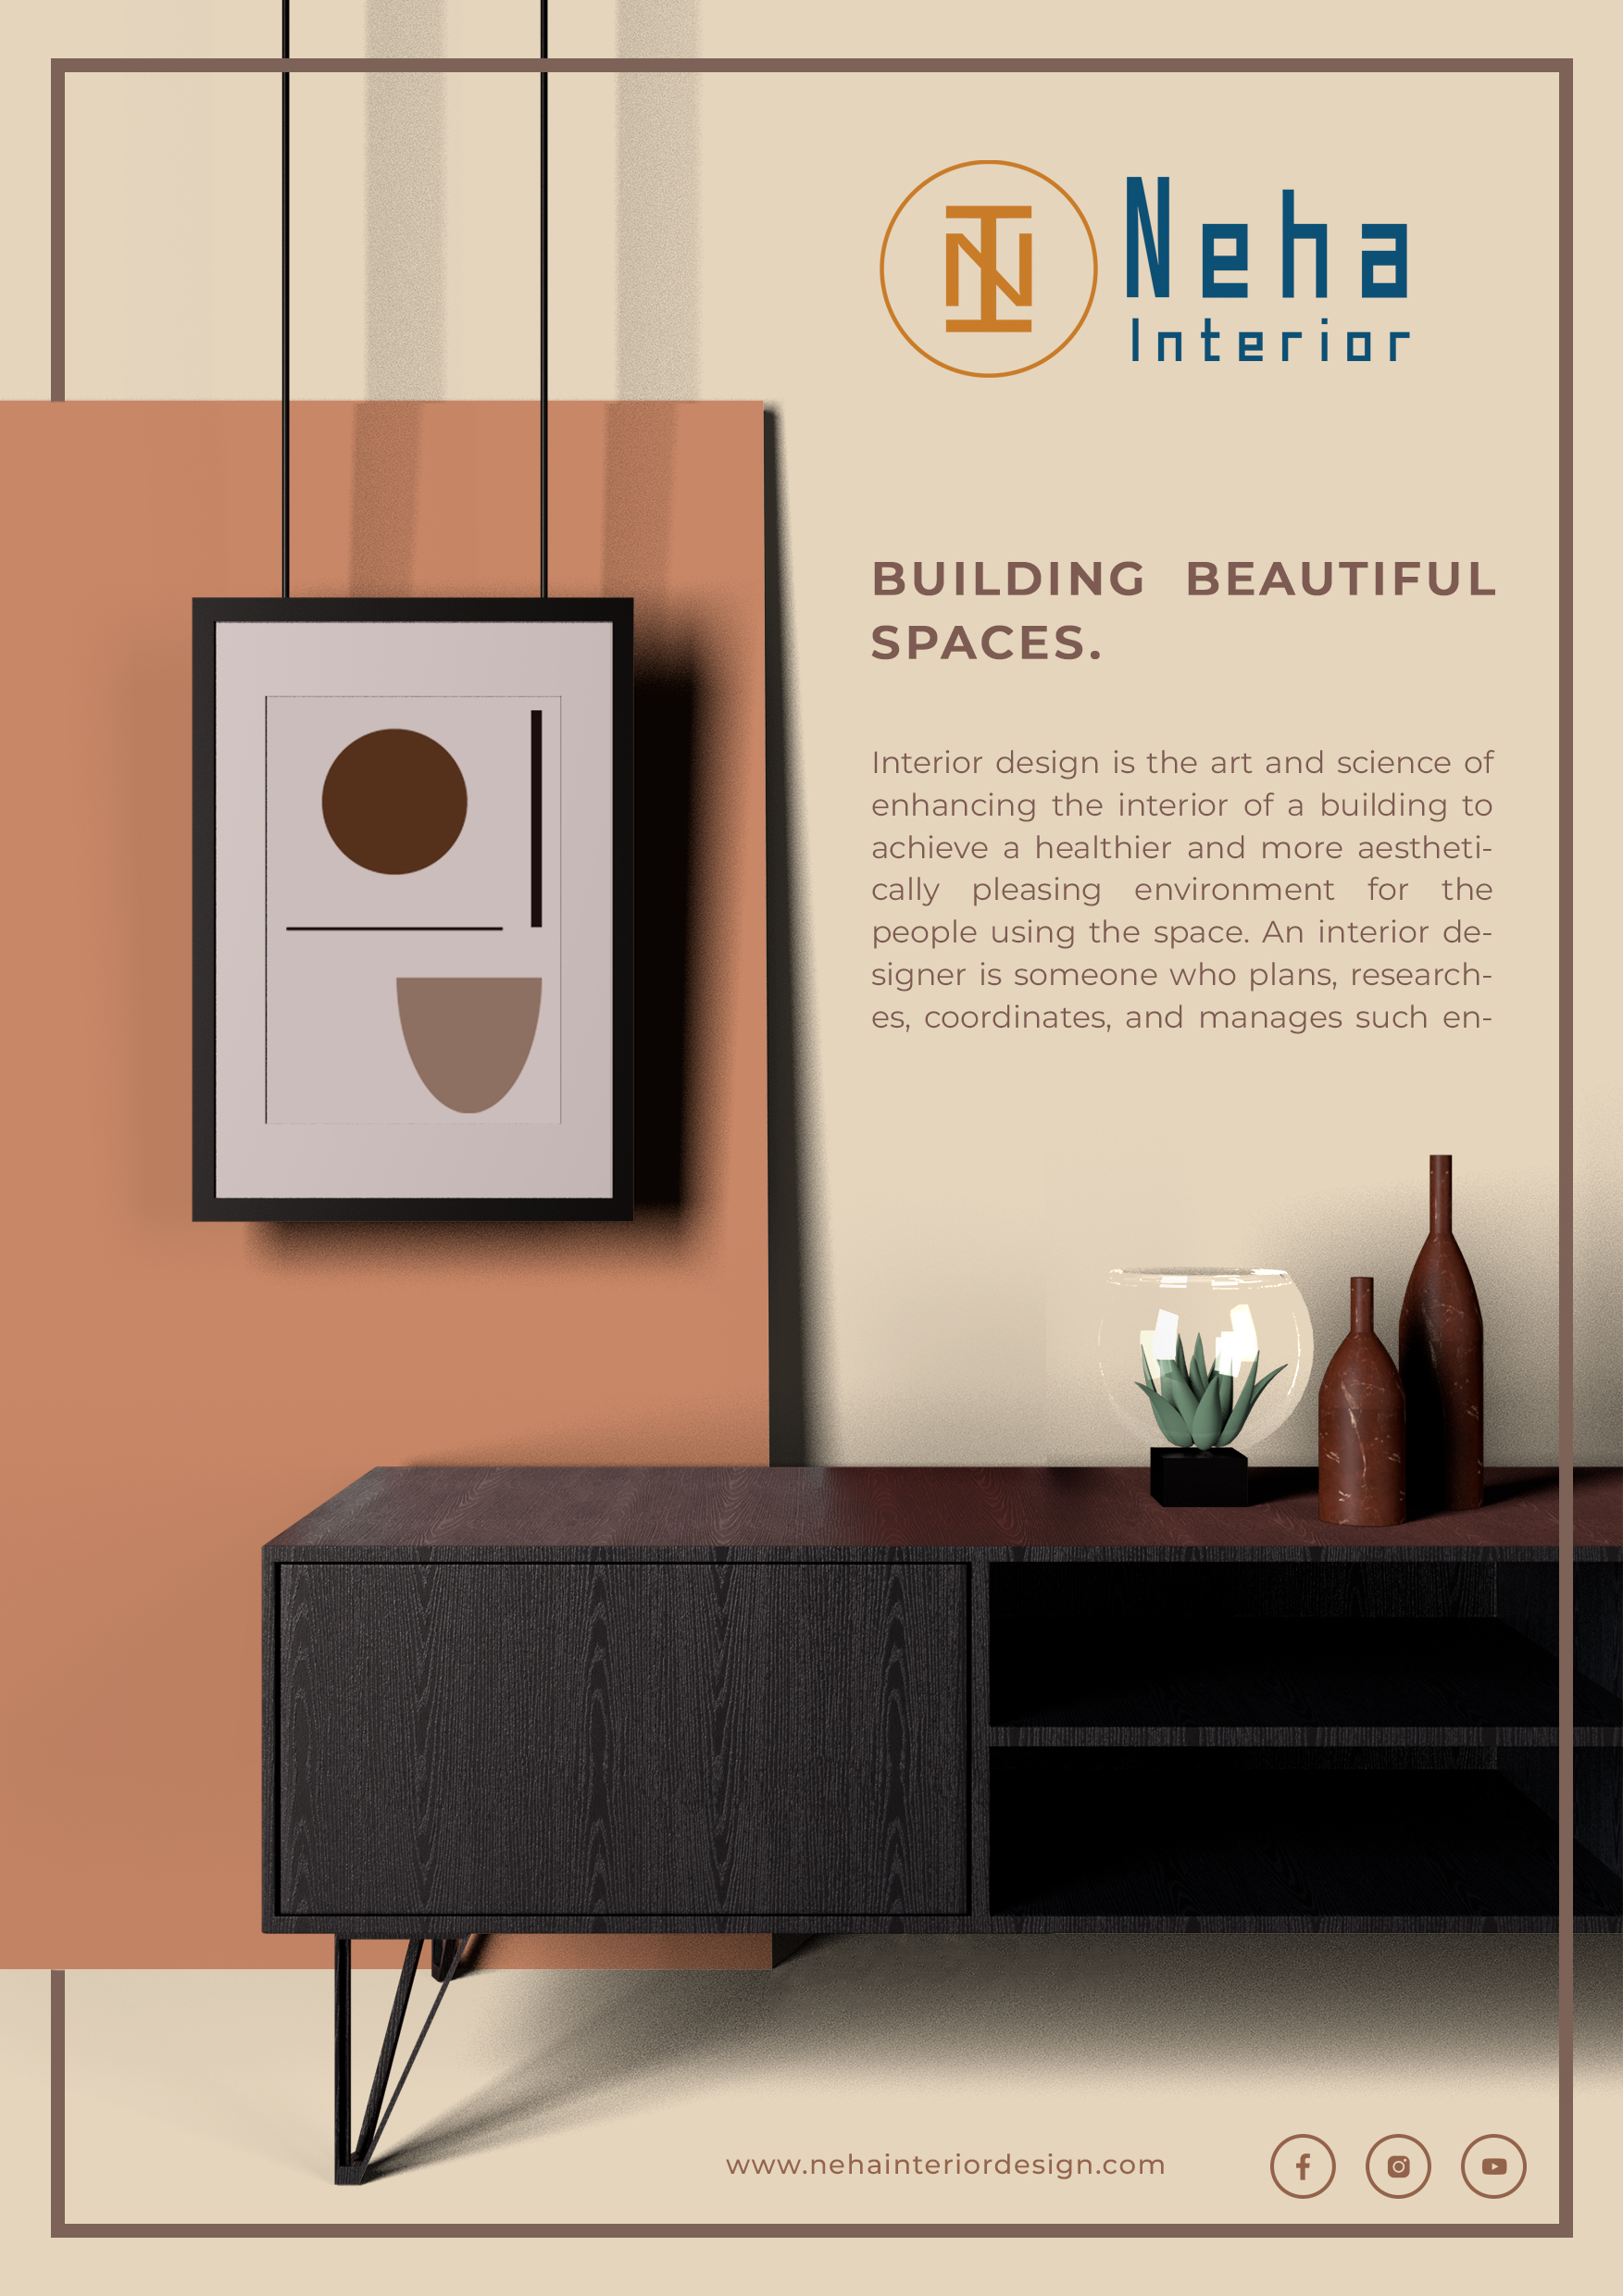 Neha
Interior
BUILDING BEAUTIFUL
SPACES.
Interior design is the art and science of
enhancing the interior of a building to
achieve a healthier and more aestheti-
cally pleasing environment for the
people using the space. An interior de-
signer is someone who plans, research-
es, coordinates, and manages such en-
www.nehainteriordesign.com